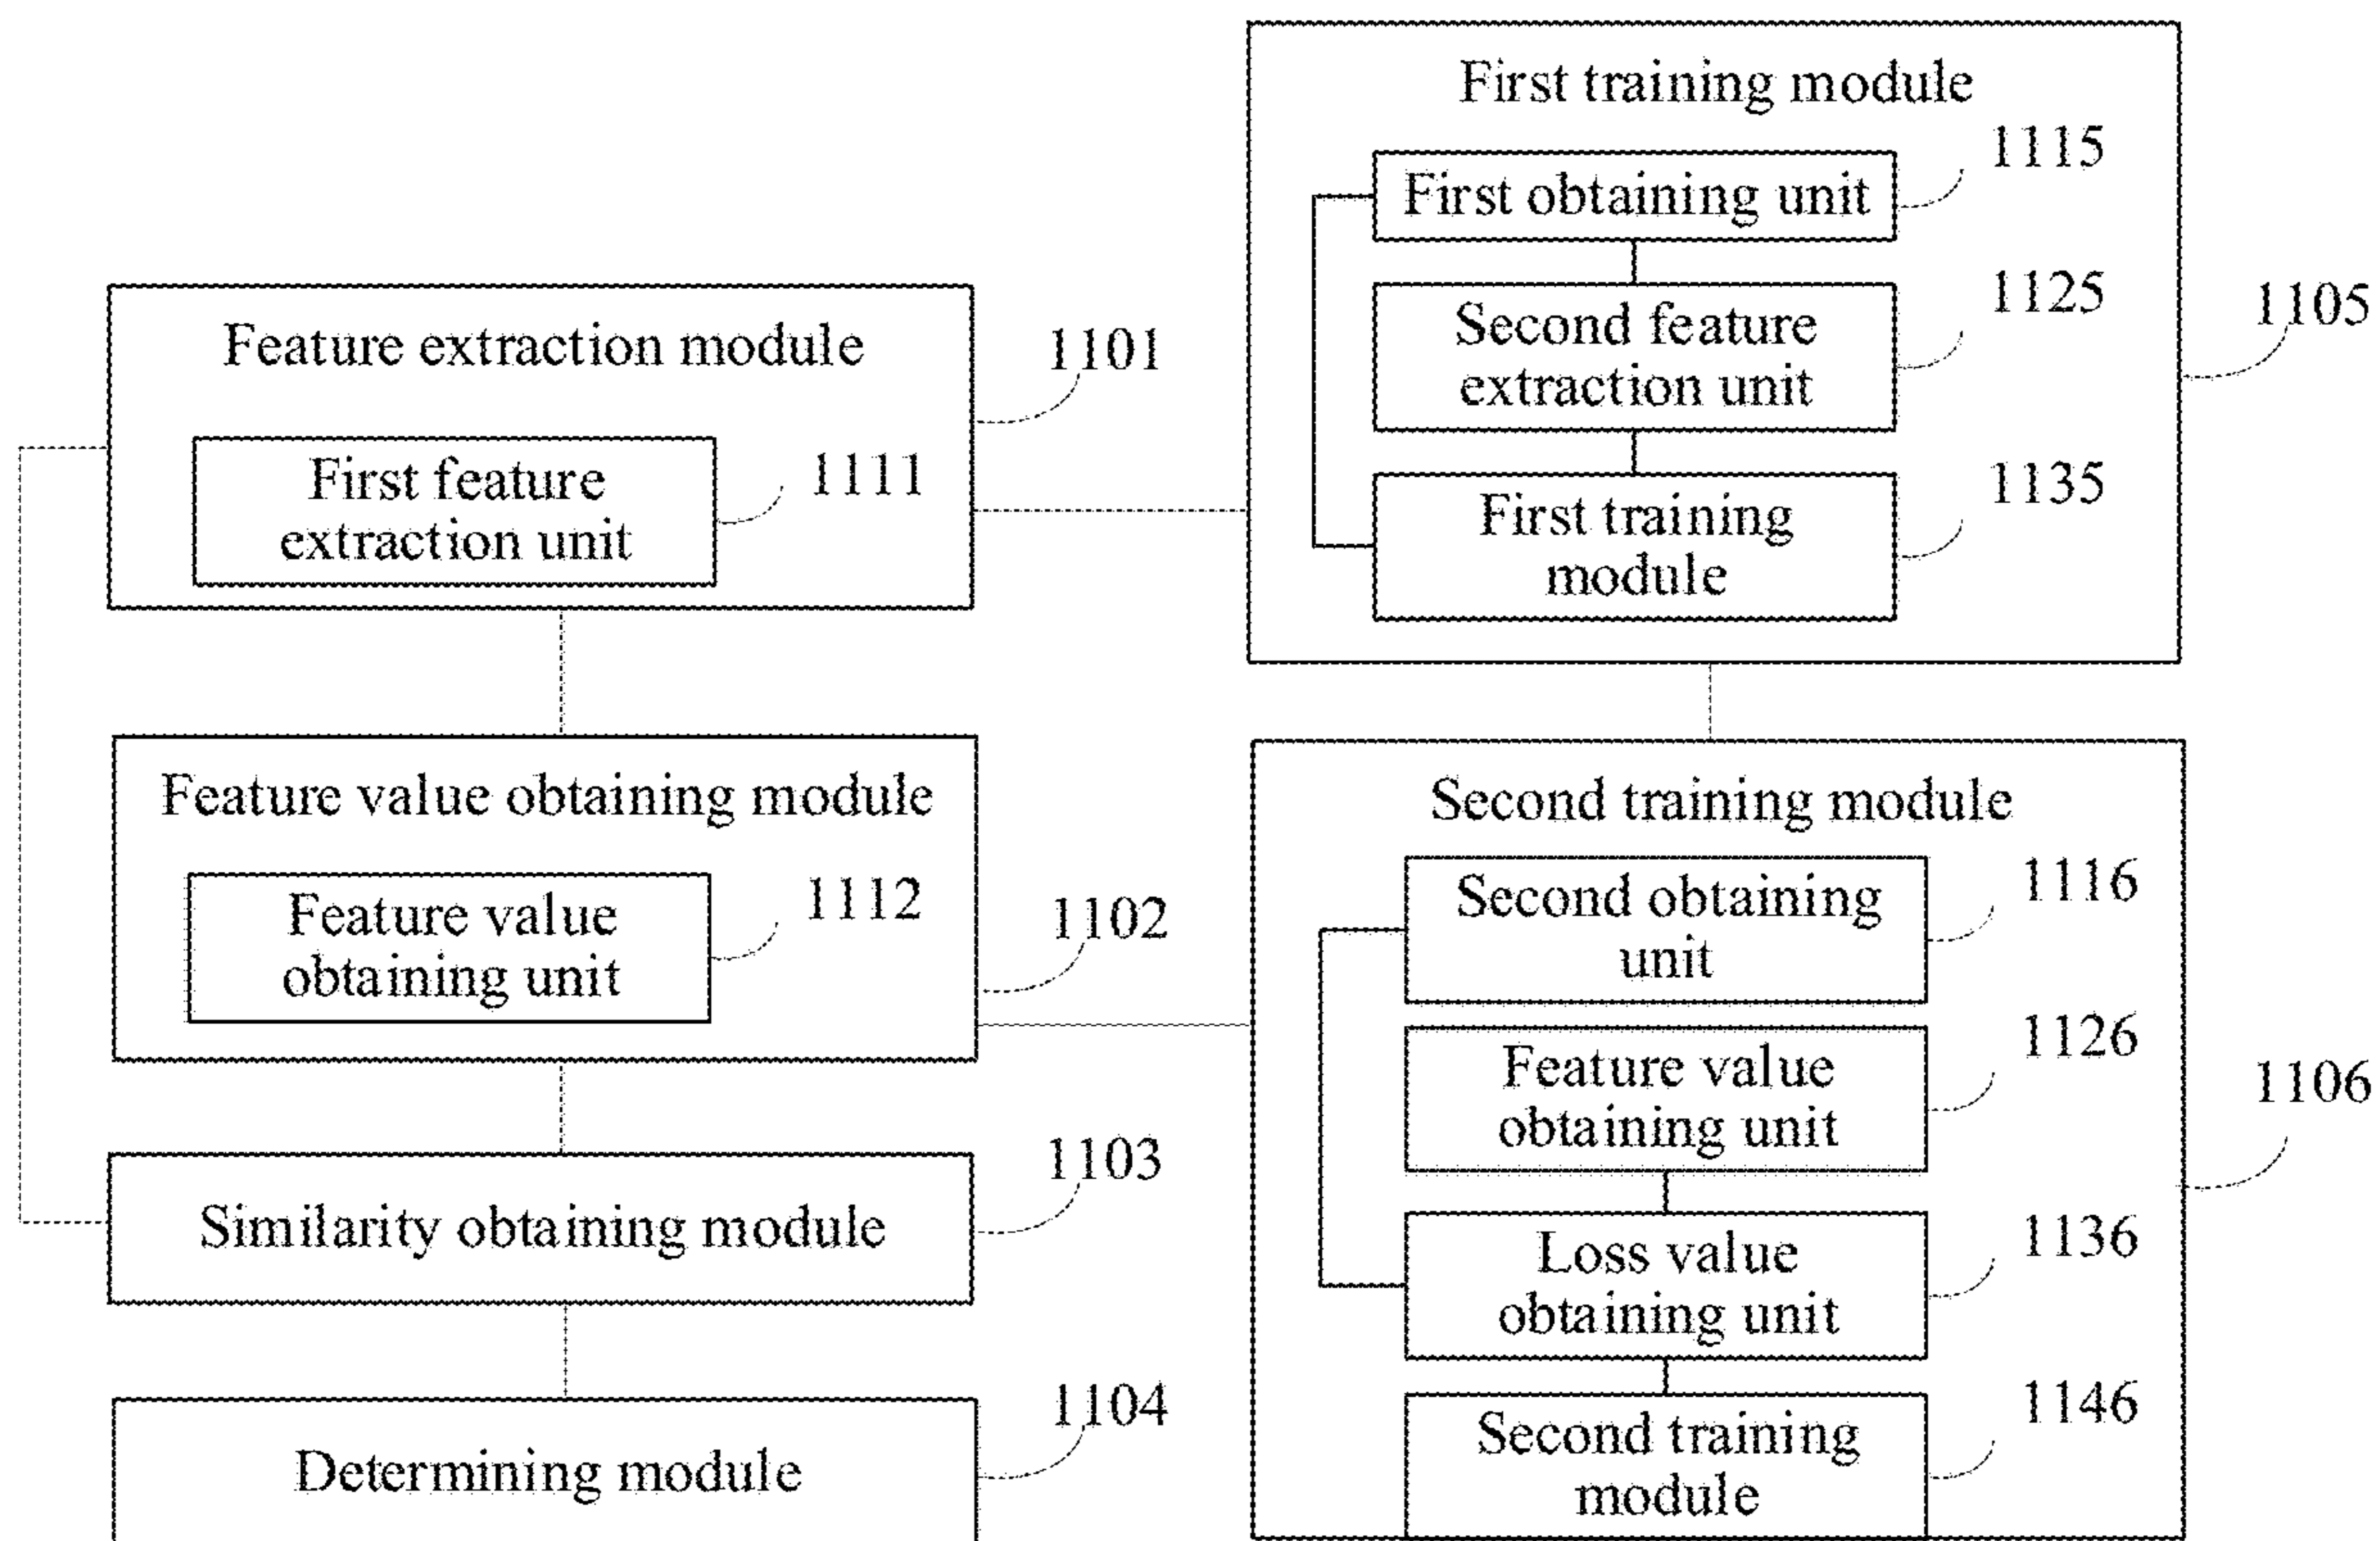 First training module
First obtaining unit
1115
Second feature
extraction unit
1125
First training
module
1135
1105
Feature extraction module
1101
First feature
extraction unit
1111
Feature value obtaining module
Feature value
obtaining unit
1112
1102
Similarity obtaining module
1103
Determining module
1104
Second training module
Second obtaining
unit
1116
Feature value
obtaining unit
1126
Loss value
obtaining unit
1136
Second training
module
1146
1106